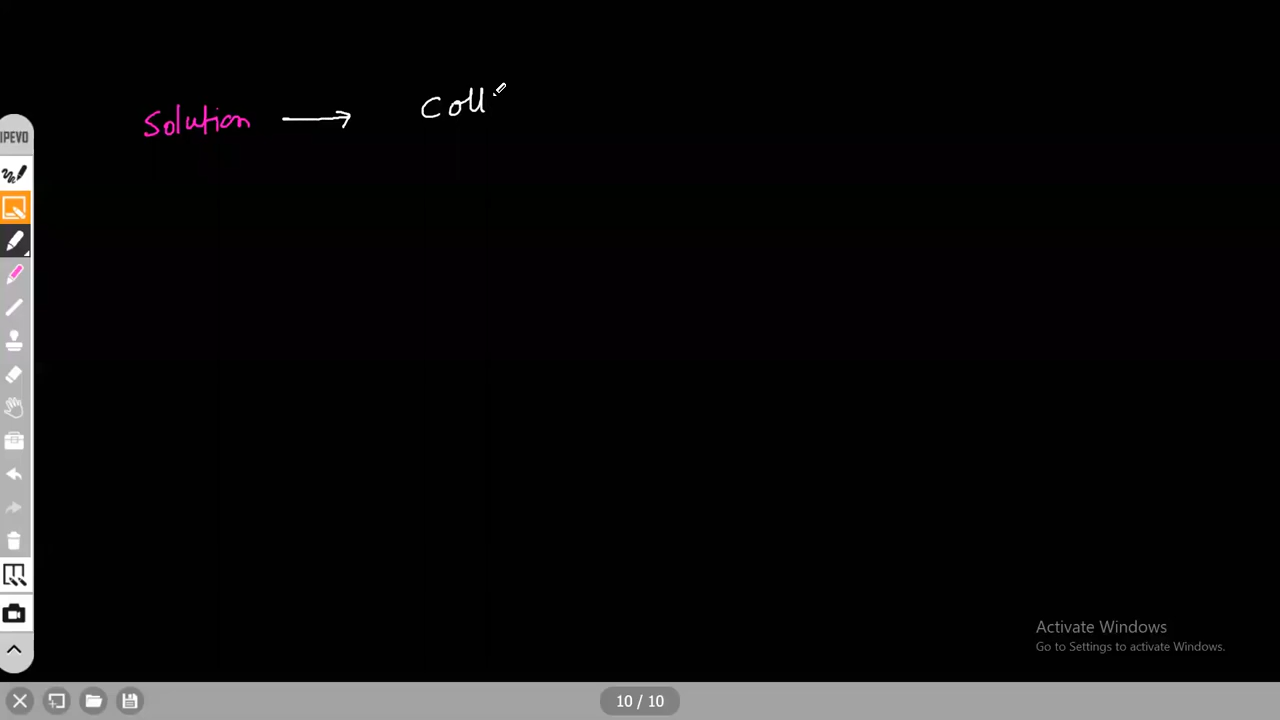 Solution → Coll
IPEVO
Activate Windows
Go to Settings to activate Windows.
10 / 10